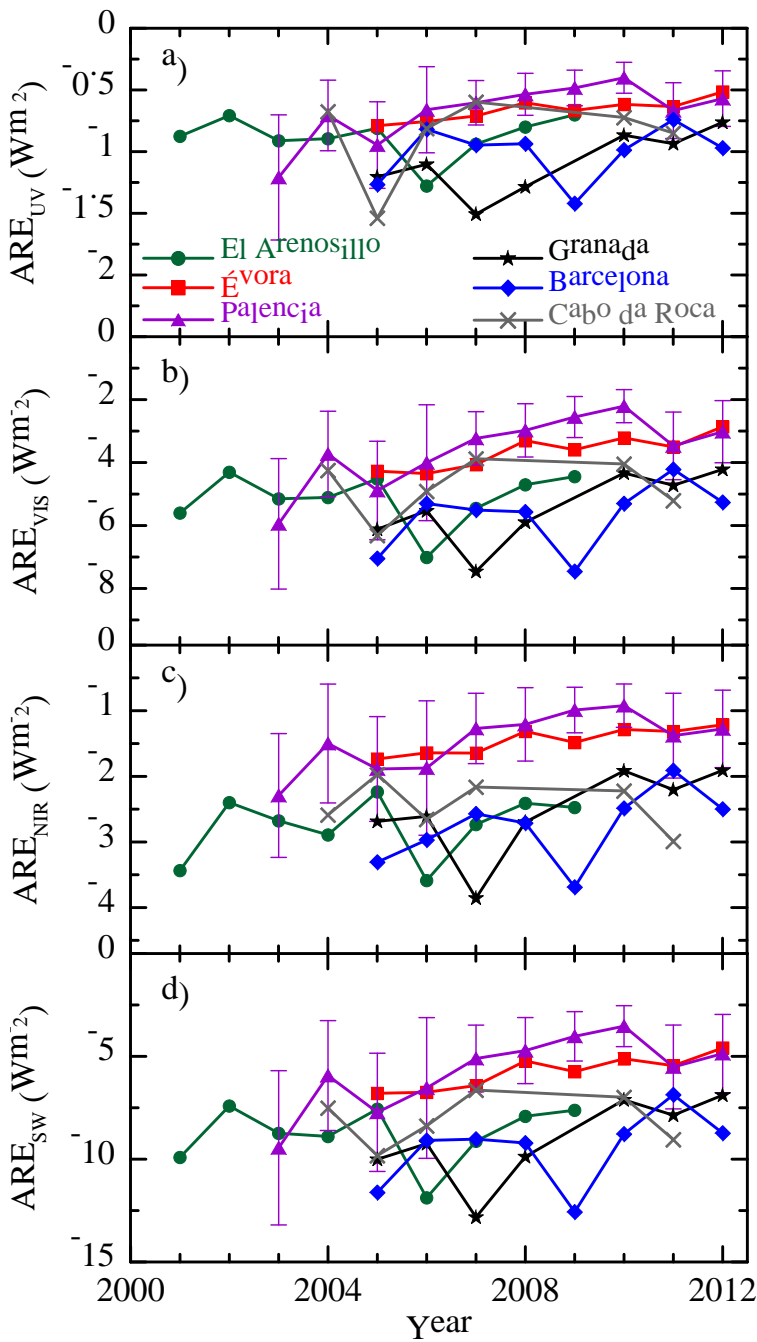 0
a)
-0.5
-1
-1.5
-2
ARE_UV (Wm^-2)
El Arenosillo
Granada
Évora
Barcelona
Palencia
Cabo da Roca
0
b)
-2
-4
-6
-8
ARE_VIS (Wm^-2)
0
c)
-1
-2
-3
-4
ARE_NIR (Wm^-2)
0
d)
-5
-10
-15
ARE_SW (Wm^-2)
2000 2004 2008 2012
Year